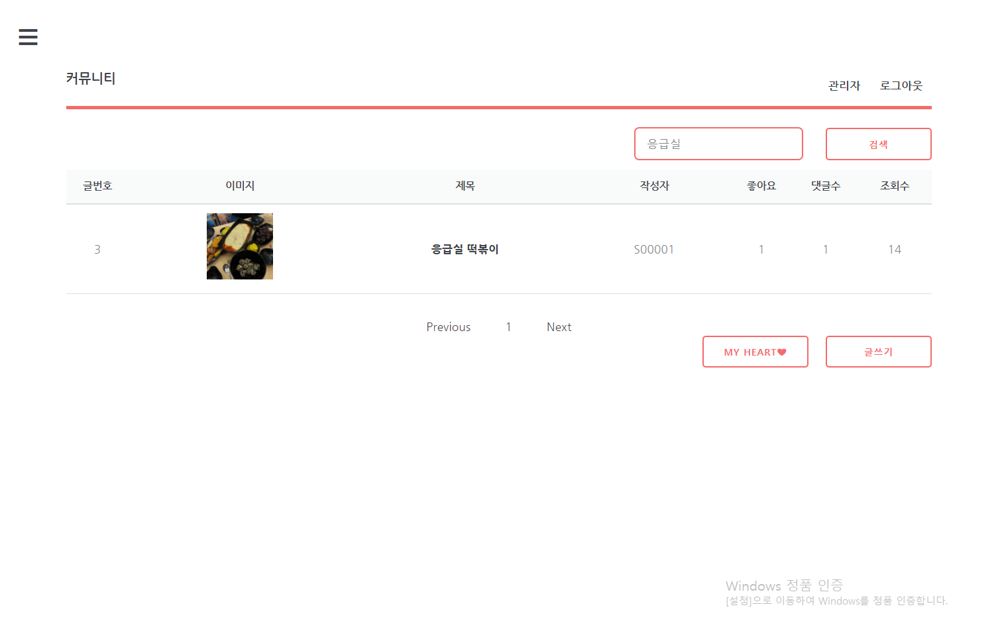 커뮤니티
관리자 로그아웃
응급실 검색
글번호 이미지 제목 작성자 좋아요 댓글수 조회수
3 응급실 떡볶이 S00001 1 1 14
Previous 1 Next
MY HEART♥ 글쓰기
Windows 정품 인증
[설정]으로 이동하여 Windows를 정품 인증합니다.